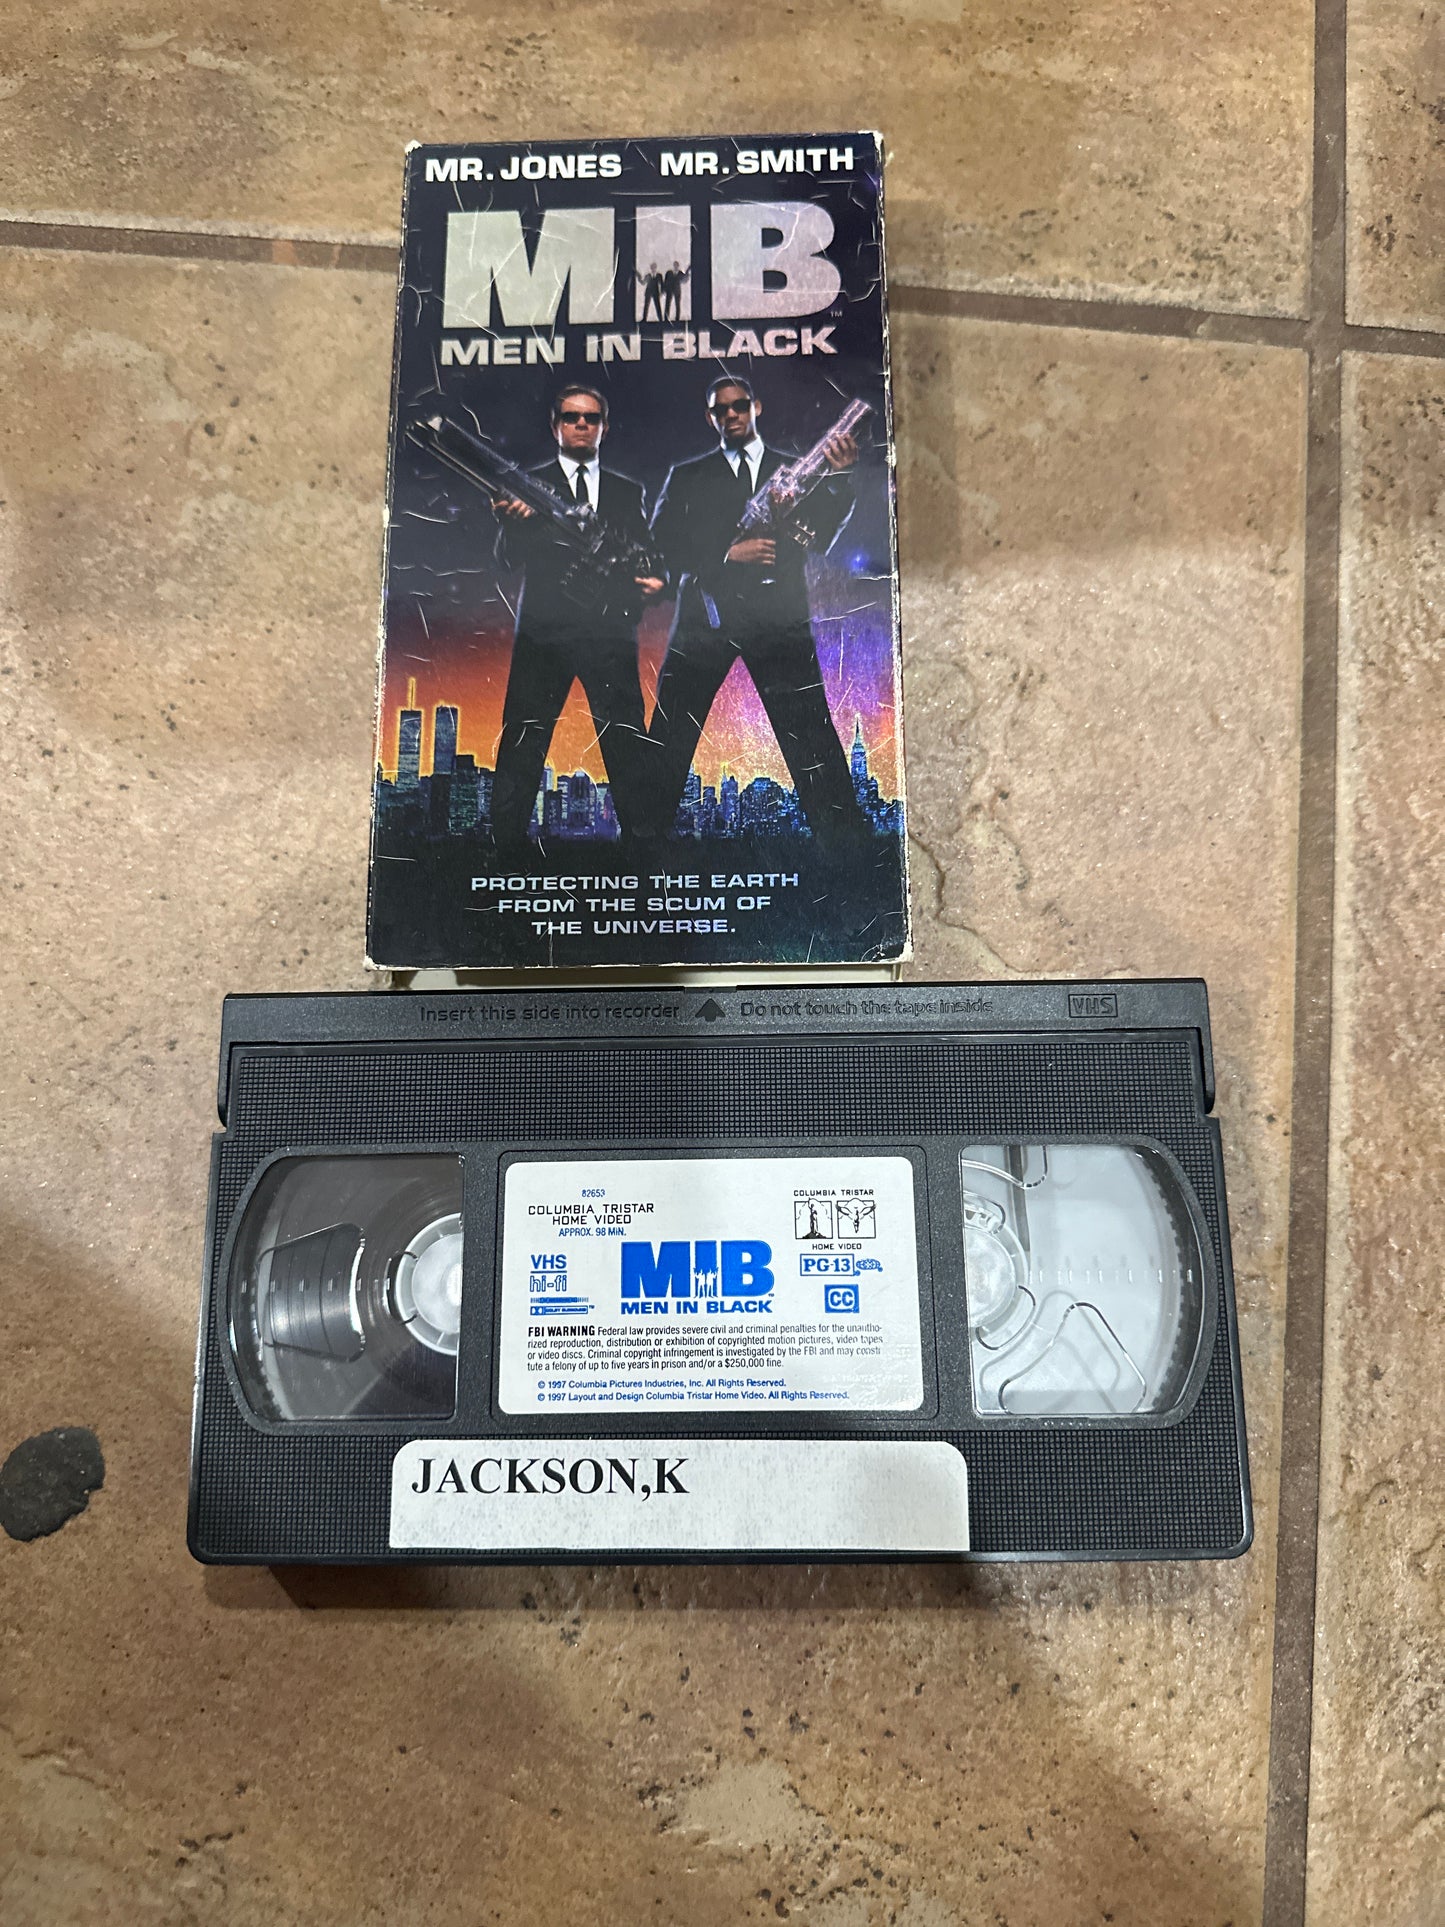 MR. JONES MR. SMITH
MIB
TM
MEN IN BLACK
PROTECTING THE EARTH
FROM THE SCUM OF
THE UNIVERSE.
Insert this side into recorder Do not touch the tape inside VHS
82653
COLUMBIA TRISTAR
HOME VIDEO
APPROX. 98 MIN.
COLUMBIA TRISTAR
HOME VIDEO
VHS
hi-fi
DOLBY SURROUND TM
MIB
MEN IN BLACK
PG-13
CC
FBI WARNING Federal law provides severe civil and criminal penalties for the unautho-
rized reproduction, distribution or exhibition of copyrighted motion pictures, video tapes
or video discs. Criminal copyright infringement is investigated by the FBI and may consti
tute a felony of up to five years in prison and/or a $250,000 fine.
© 1997 Columbia Pictures Industries, Inc. All Rights Reserved.
© 1997 Layout and Design Columbia Tristar Home Video. All Rights Reserved.
JACKSON,K